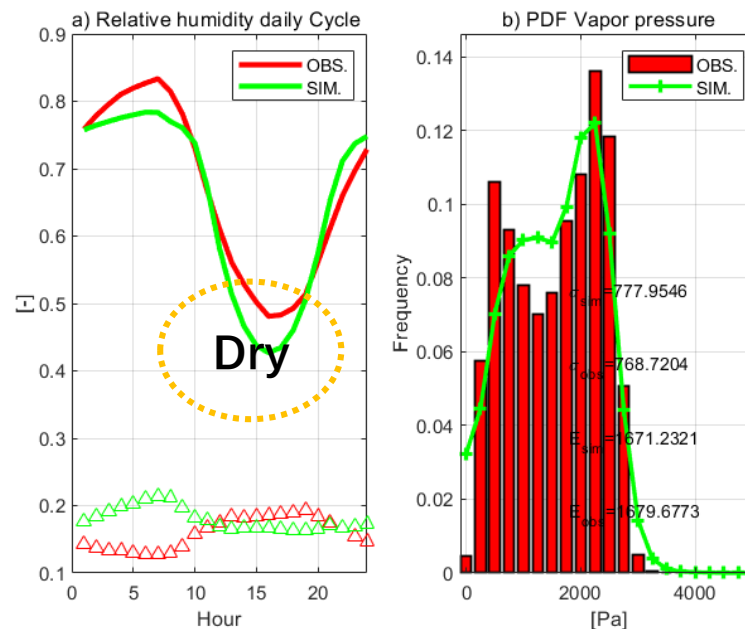 a) Relative humidity daily Cycle
0.9
0.8
0.7
0.6
0.5
0.4
0.3
0.2
0.1
[-]
0
10
20
Hour
OBS.
SIM.
Dry
b) PDF Vapor pressure
0.14
0.12
0.1
0.08
0.06
0.04
0.02
0
Frequency
0
2000
4000
[Pa]
OBS.
SIM.
σsim=777.9546
σobs=768.7204
Esim=1671.2321
Eobs=1679.6773